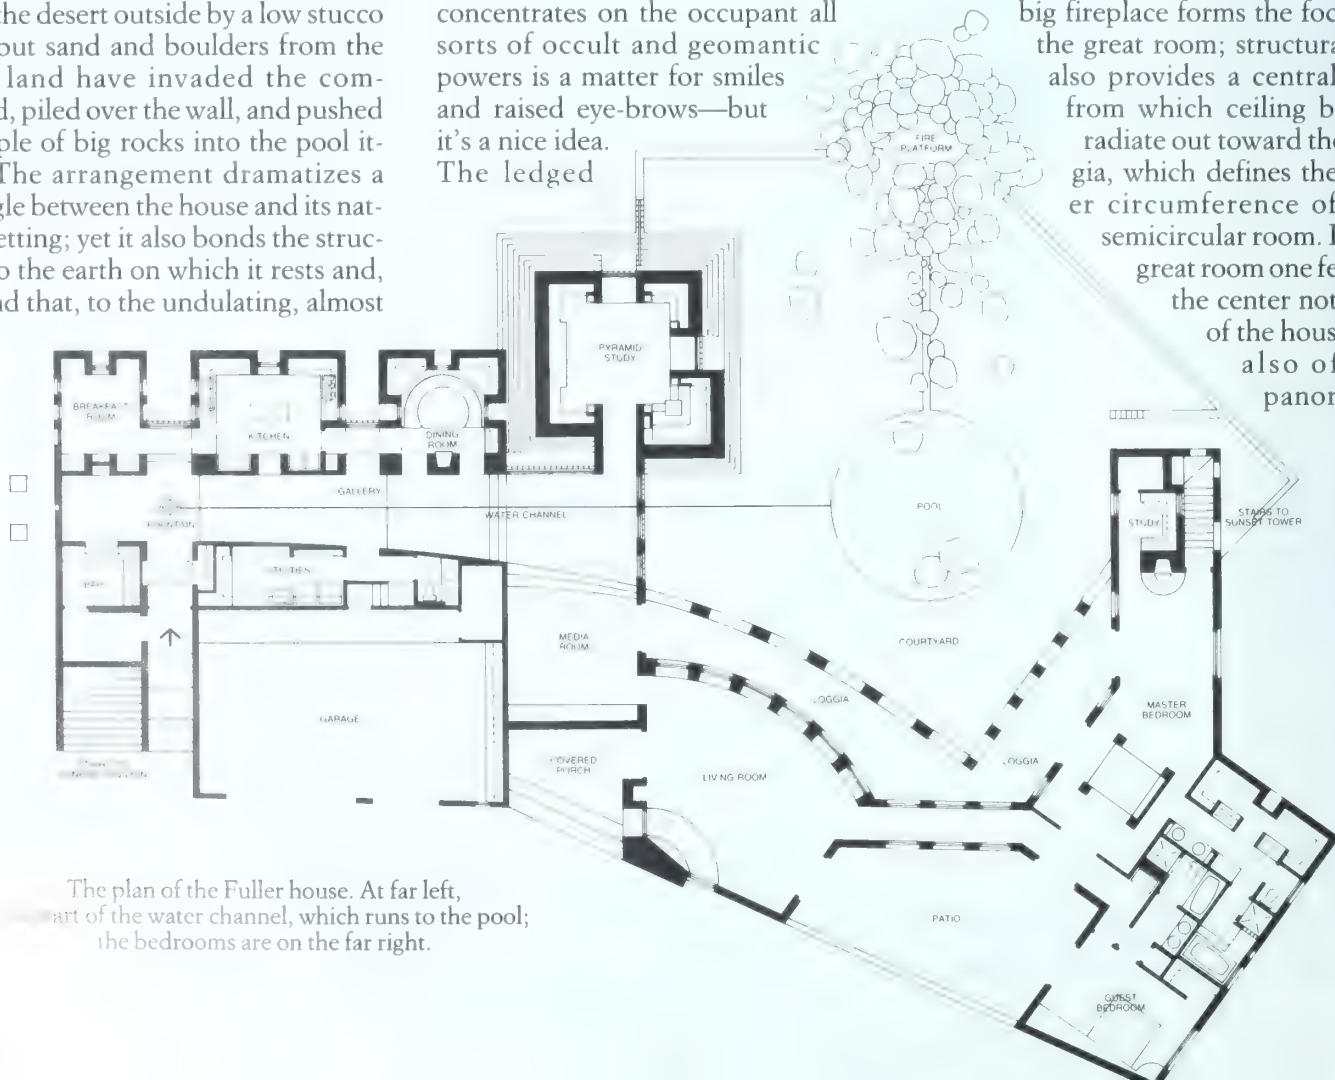 the desert outside by a low stucco
out sand and boulders from the
land have invaded the com-
d, piled over the wall, and pushed
ple of big rocks into the pool it-
The arrangement dramatizes a
gle between the house and its nat-
etting; yet it also bonds the struc-
o the earth on which it rests and,
nd that, to the undulating, almost
concentrates on the occupant all
sorts of occult and geomantic
powers is a matter for smiles
and raised eye-brows—but
it's a nice idea.
The ledged
big fireplace forms the foc
the great room; structura
also provides a central
from which ceiling b
radiate out toward the
gia, which defines the
er circumference of
semicircular room. I
great room one fe
the center not
of the hous
also of
panor
FIRE
PLATFORM
PYRAMID
STUDY
BREAKFAST
ROOM
KITCHEN
DINING
ROOM
GALLERY
FOUNTAIN
WATER CHANNEL
POOL
STUDY
STAIRS TO
SUNSET TOWER
BAR
MEDIA
ROOM
COURTYARD
LOGGIA
MASTER
BEDROOM
GARAGE
COVERED
PORCH
LIVING ROOM
LOGGIA
PATIO
GUEST
BEDROOM
The plan of the Fuller house. At far left,
art of the water channel, which runs to the pool;
the bedrooms are on the far right.